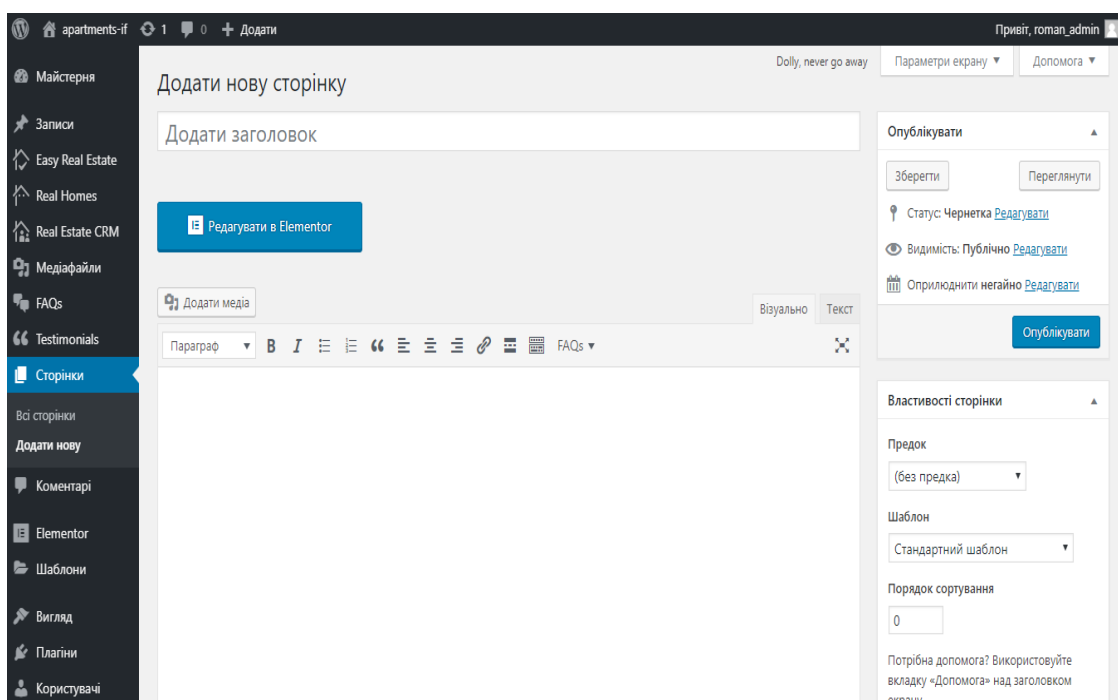 apartments-if 1 0 Додати Привіт, roman_admin
Майстерня
Записи
Easy Real Estate
Real Homes
Real Estate CRM
Медіафайли
FAQs
Testimonials
Сторінки
Всі сторінки
Додати нову
Коментарі
Elementor
Шаблони
Вигляд
Плагіни
Користувачі
Dolly, never go away Параметри екрану Допомога
Додати нову сторінку
Додати заголовок
Редагувати в Elementor
Додати медіа
Візуально Текст
Параграф B I FAQs
Опублікувати
Зберегти Переглянути
Статус: Чернетка Редагувати
Видимість: Публічно Редагувати
Оприлюднити негайно Редагувати
Опублікувати
Властивості сторінки
Предок
(без предка)
Шаблон
Стандартний шаблон
Порядок сортування
0
Потрібна допомога? Використовуйте
вкладку «Допомога» над заголовком
екрану